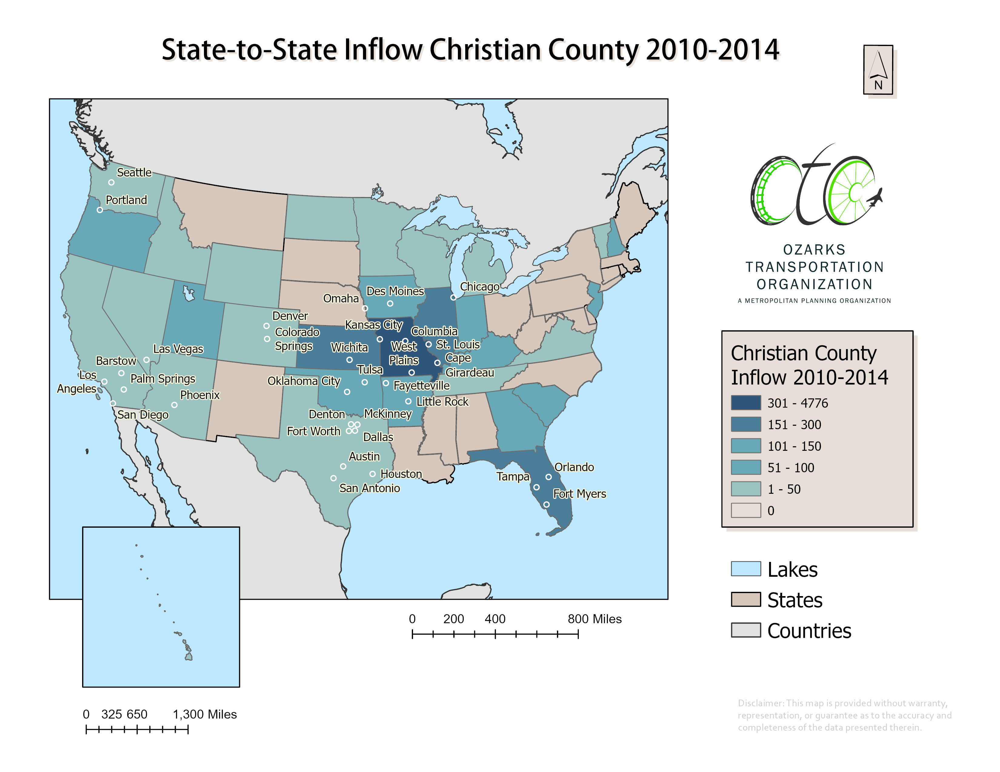 State-to-State Inflow Christian County 2010-2014
N
Seattle
Portland
Chicago
Des Moines
Omaha
Denver
Colorado
Springs
Kansas City
Columbia
St. Louis
West
Plains
Wichita
Cape
Girardeau
Las Vegas
Barstow
Los
Angeles
Palm Springs
Phoenix
San Diego
Tulsa
Oklahoma City
Fayetteville
Little Rock
Denton
McKinney
Fort Worth
Dallas
Austin
Houston
San Antonio
Orlando
Tampa
Fort Myers
0 200 400 800 Miles
0 325 650 1,300 Miles
ato
OZARKS
TRANSPORTATION
ORGANIZATION
A METROPOLITAN PLANNING ORGANIZATION
Christian County
Inflow 2010-2014
301 - 4776
151 - 300
101 - 150
51 - 100
1 - 50
0
Lakes
States
Countries
Disclaimer: This map is provided without warranty,
representation, or guarantee as to the accuracy and
completeness of the data presented therein.